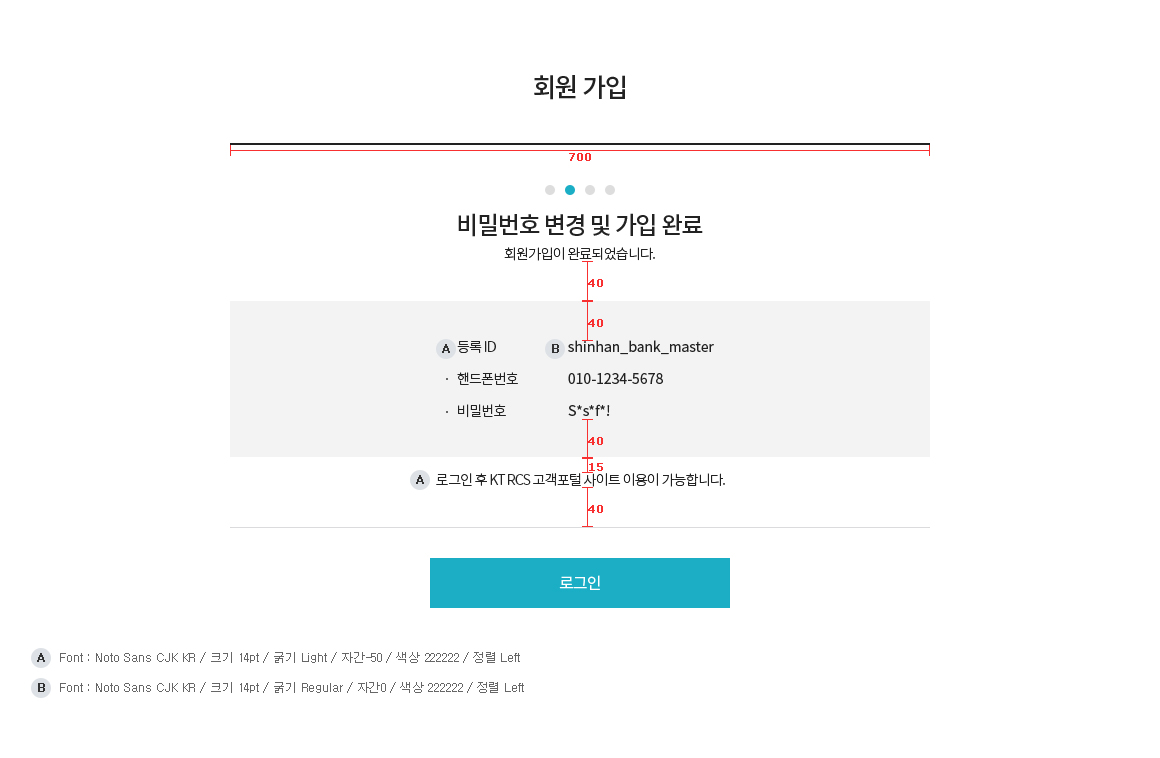 회원 가입
700
비밀번호 변경 및 가입 완료
회원가입이 완료되었습니다.
40
40
A 등록 ID B shinhan_bank_master
· 핸드폰번호 010-1234-5678
· 비밀번호 S*s*f*!
40
15
A 로그인 후 KT RCS 고객포털 사이트 이용이 가능합니다.
40
로그인
A Font : Noto Sans CJK KR / 크기 14pt / 굵기 Light / 자간-50 / 색상 222222 / 정렬 Left
B Font : Noto Sans CJK KR / 크기 14pt / 굵기 Regular / 자간0 / 색상 222222 / 정렬 Left